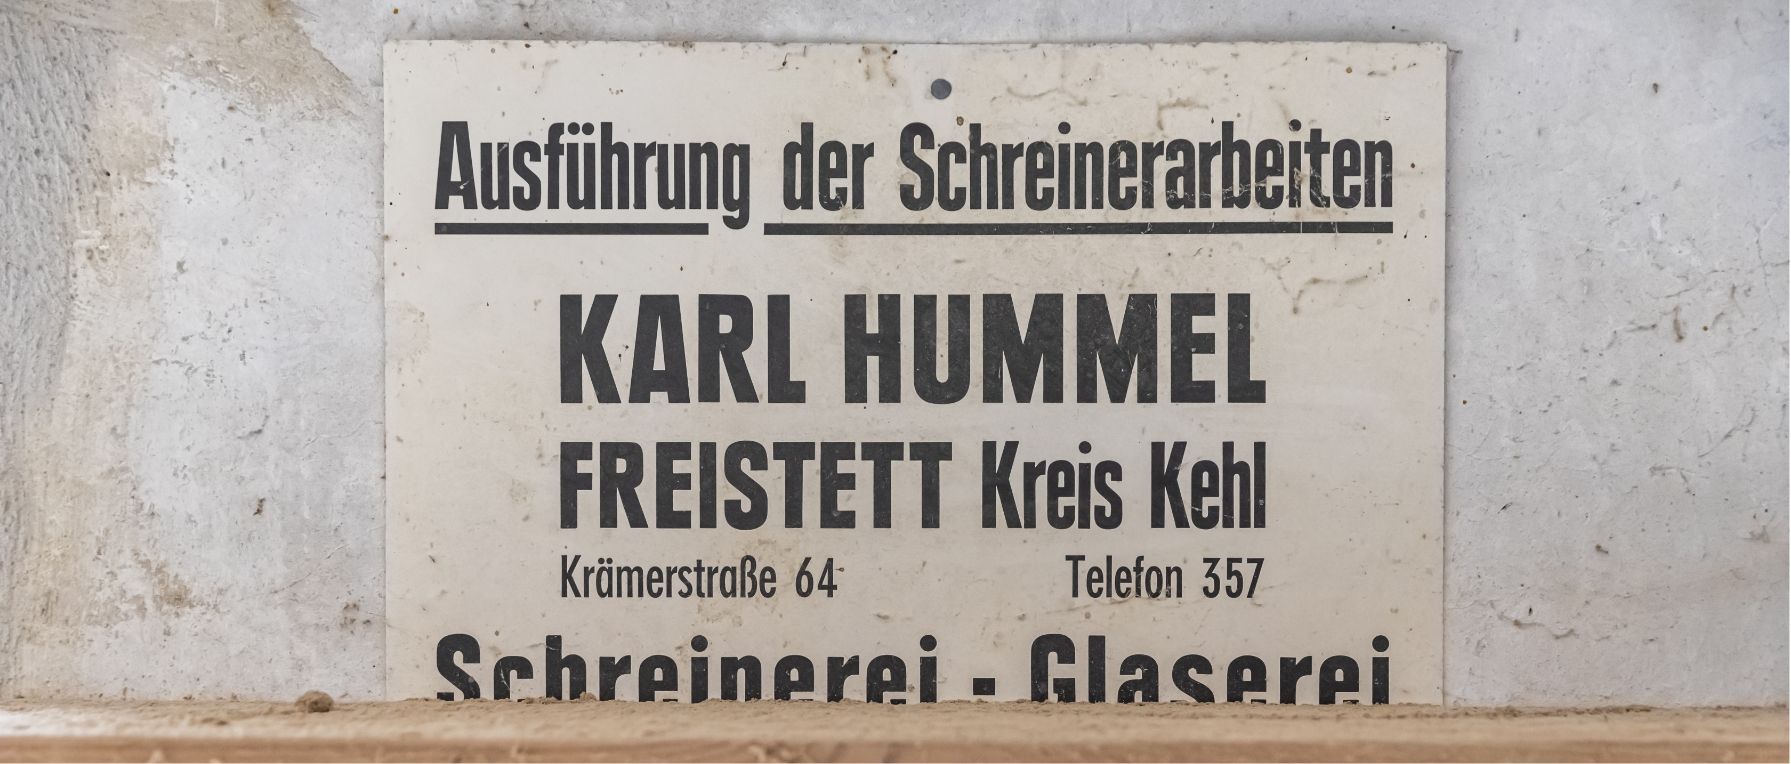 Ausführung der Schreinerarbeiten
KARL HUMMEL
FREISTETT Kreis Kehl
Krämerstraße 64 Telefon 357
Schreinerei - Glaserei